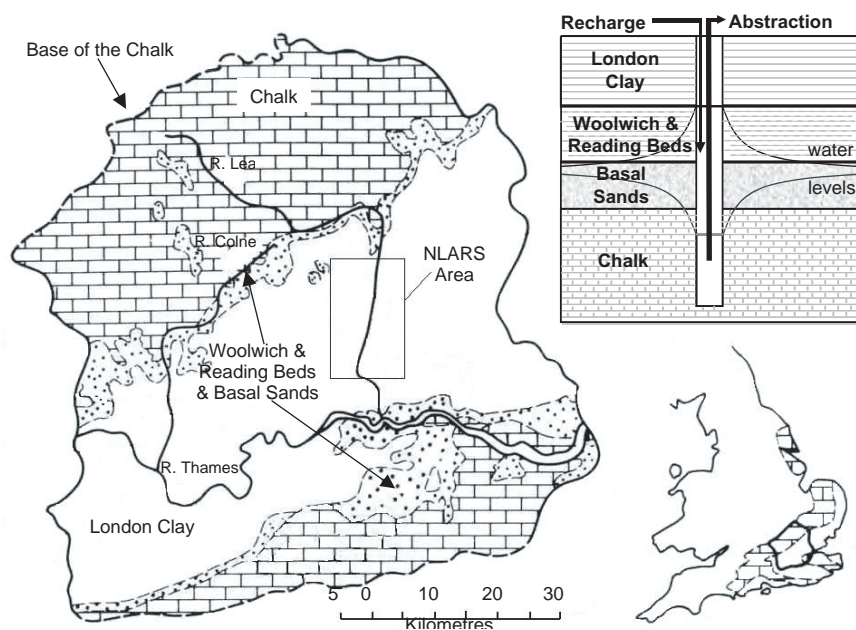 Base of the Chalk
Chalk
R. Lea
R. Colne
NLARS
Area
Woolwich &
Reading Beds
& Basal Sands
R. Thames
London Clay
5 0 10 20 30
Kilometres
Recharge
Abstraction
London
Clay
Woolwich &
Reading Beds
water
Basal
Sands
levels
Chalk